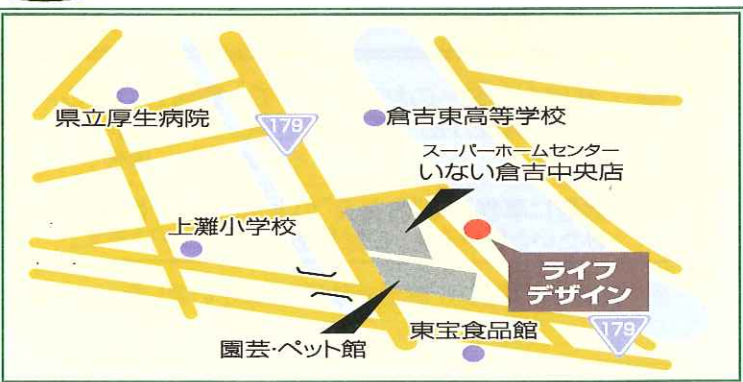 県立厚生病院
179
倉吉東高等学校
スーパーホームセンター
いない倉吉中央店
上灘小学校
ライフ
デザイン
園芸・ペット館
東宝食品館
179